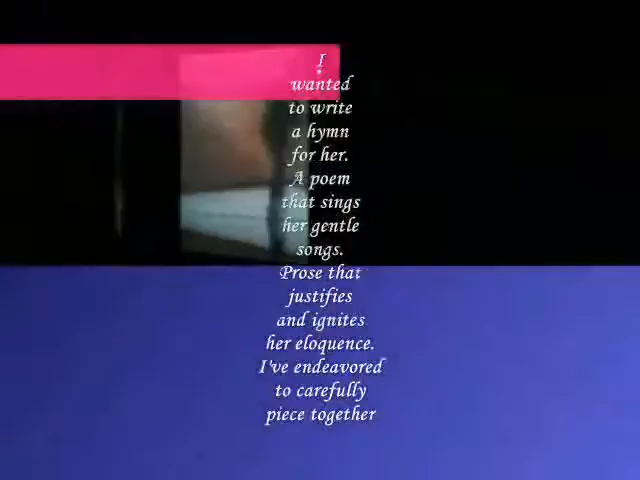 I
wanted
to write
a hymn
for her.
A poem
that sings
her gentle
songs.
Prose that
justifies
and ignites
her eloquence.
I've endeavored
to carefully
piece together